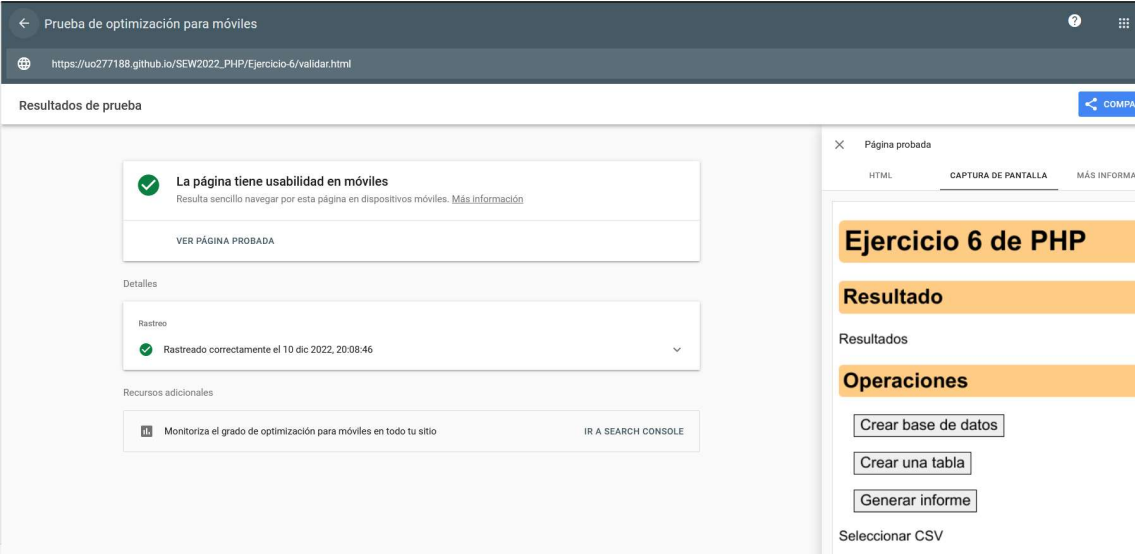 Prueba de optimización para móviles
https://uo277188.github.io/SEW2022_PHP/Ejercicio-6/validar.html
Resultados de prueba
COMPA
La página tiene usabilidad en móviles
Resulta sencillo navegar por esta página en dispositivos móviles. Más información
VER PÁGINA PROBADA
Detalles
Rastreo
Rastreado correctamente el 10 dic 2022, 20:08:46
Recursos adicionales
Monitoriza el grado de optimización para móviles en todo tu sitio
IR A SEARCH CONSOLE
Página probada
HTML
CAPTURA DE PANTALLA
MÁS INFORMA
Ejercicio 6 de PHP
Resultado
Resultados
Operaciones
Crear base de datos
Crear una tabla
Generar informe
Seleccionar CSV